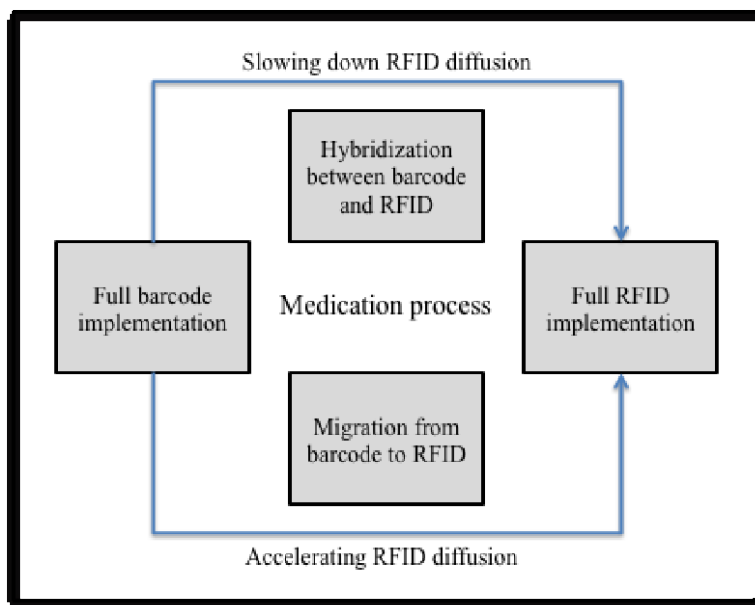 Slowing down RFID diffusion
Hybridization
between barcode
and RFID
Full barcode
implementation
Medication process
Full RFID
implementation
Migration from
barcode to RFID
Accelerating RFID diffusion